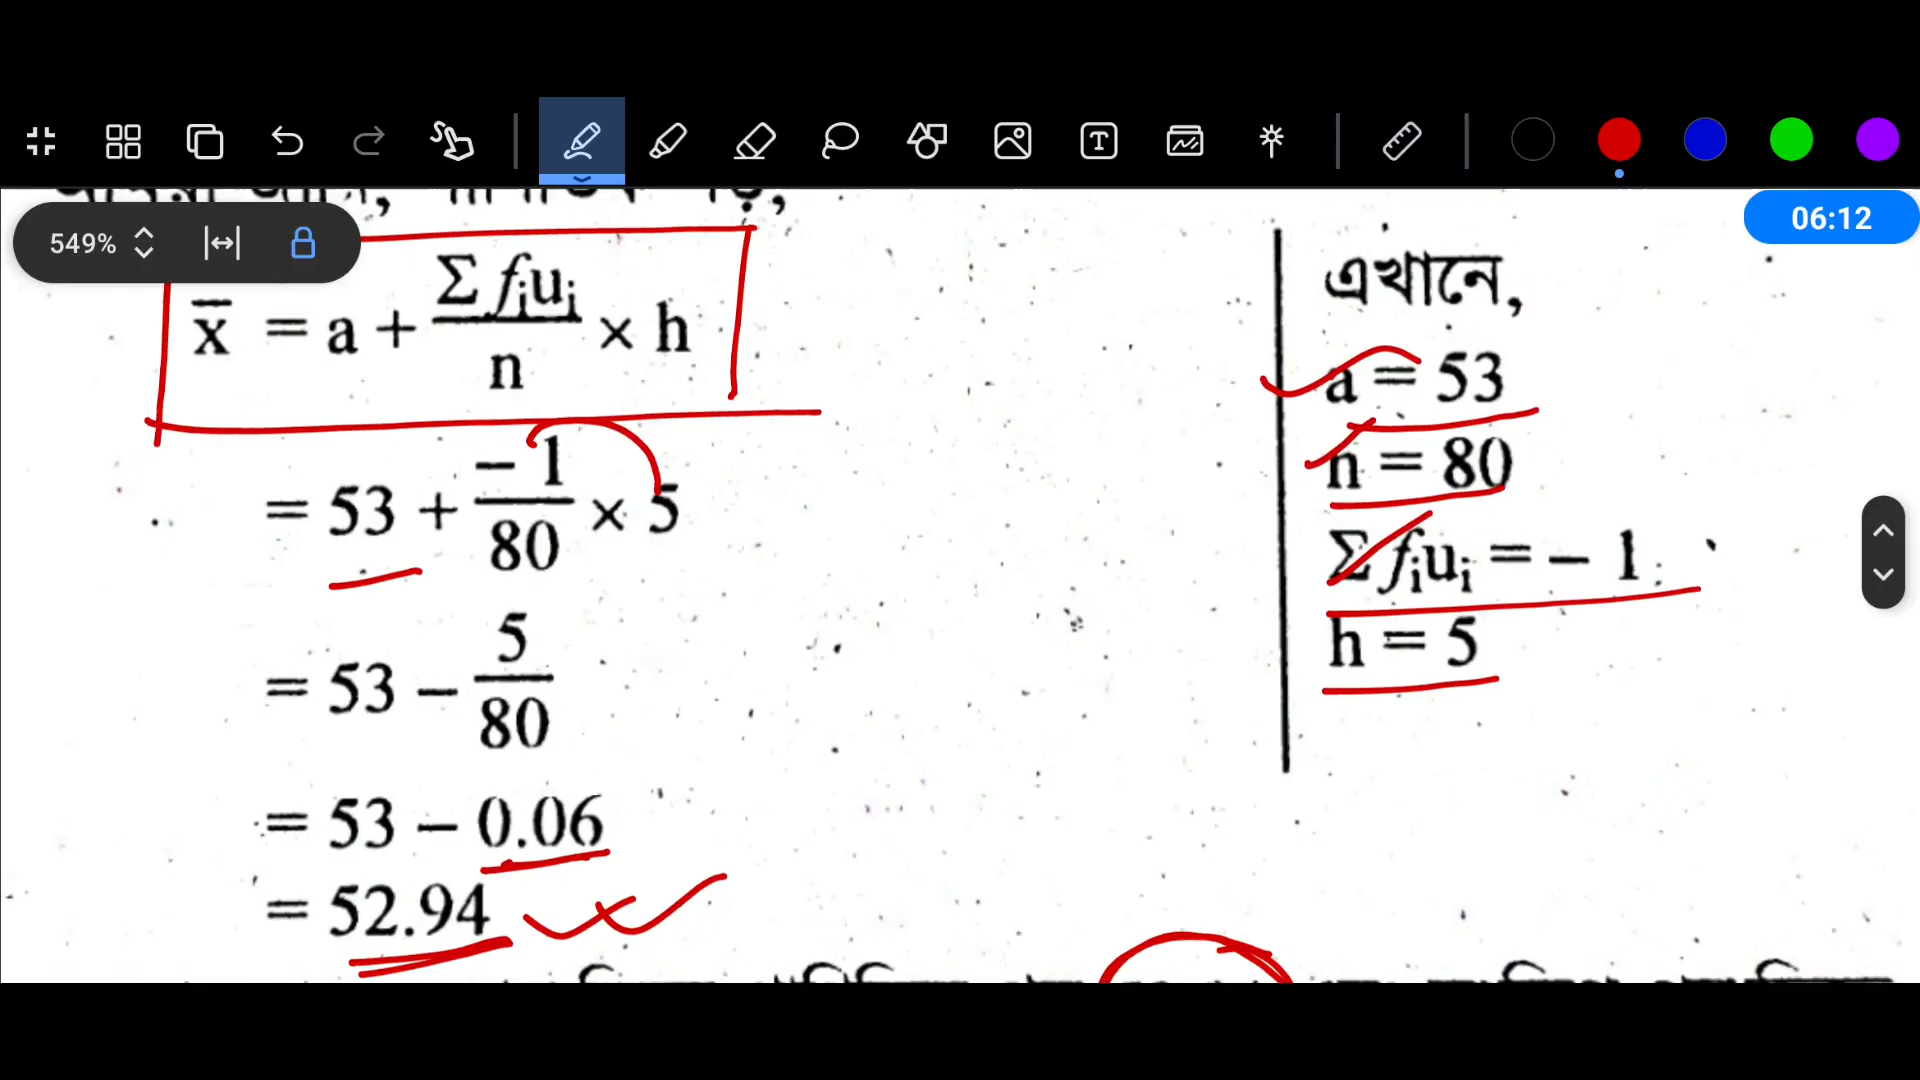 549%
06:12
x̄ = a + Σ fᵢuᵢ / n × h
= 53 + −1 / 80 × 5
= 53 − 5 / 80
= 53 − 0.06
= 52.94
এখানে,
a = 53
n = 80
Σ fᵢuᵢ = − 1
h = 5